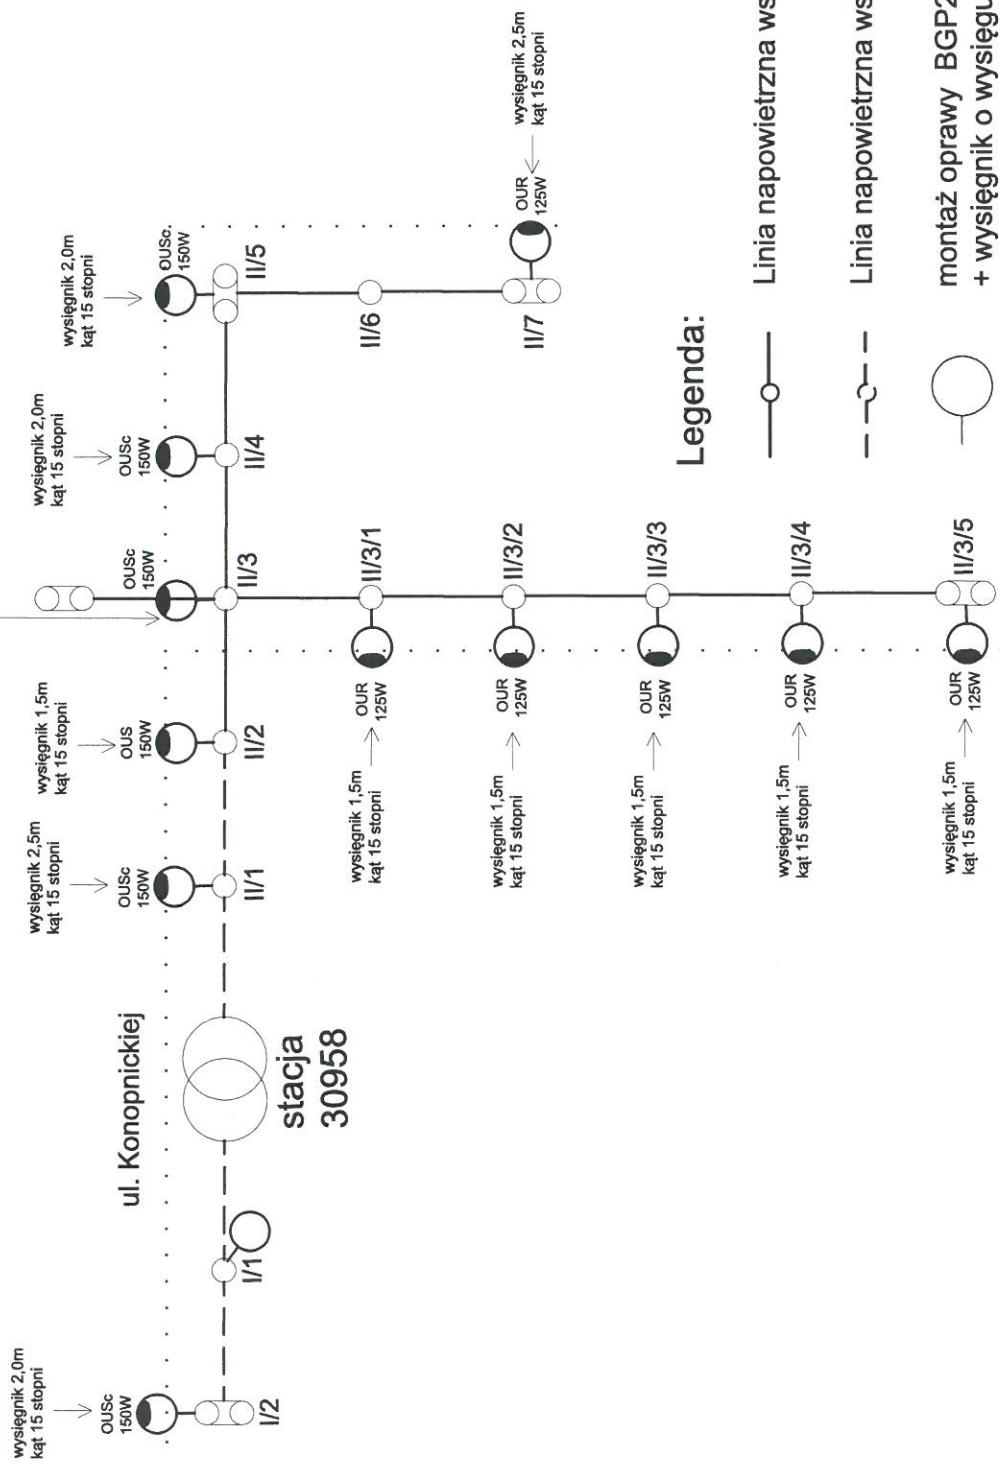 wysięgnik 2,0m
kąt 15 stopni
OUSc
150W
I/2
I/1
ul. Konopnickiej
stacja
30958
wysięgnik 2,5m
kąt 15 stopni
OUSc
150W
II/1
wysięgnik 1,5m
kąt 15 stopni
OUS
150W
II/2
OUSc
150W
II/3
wysięgnik 2,0m
kąt 15 stopni
OUSc
150W
II/4
wysięgnik 2,0m
kąt 15 stopni
OUSc.
150W
II/5
II/6
II/7
OUR
125W
wysięgnik 2,5m
kąt 15 stopni
wysięgnik 1,5m
kąt 15 stopni
OUR
125W
II/3/1
wysięgnik 1,5m
kąt 15 stopni
OUR
125W
II/3/2
wysięgnik 1,5m
kąt 15 stopni
OUR
125W
II/3/3
wysięgnik 1,5m
kąt 15 stopni
OUR
125W
II/3/4
wysięgnik 1,5m
kąt 15 stopni
OUR
125W
II/3/5
Legenda:
Linia napowietrzna
Linia napowietrzna
montaż oprawy
+ wysięgnik o